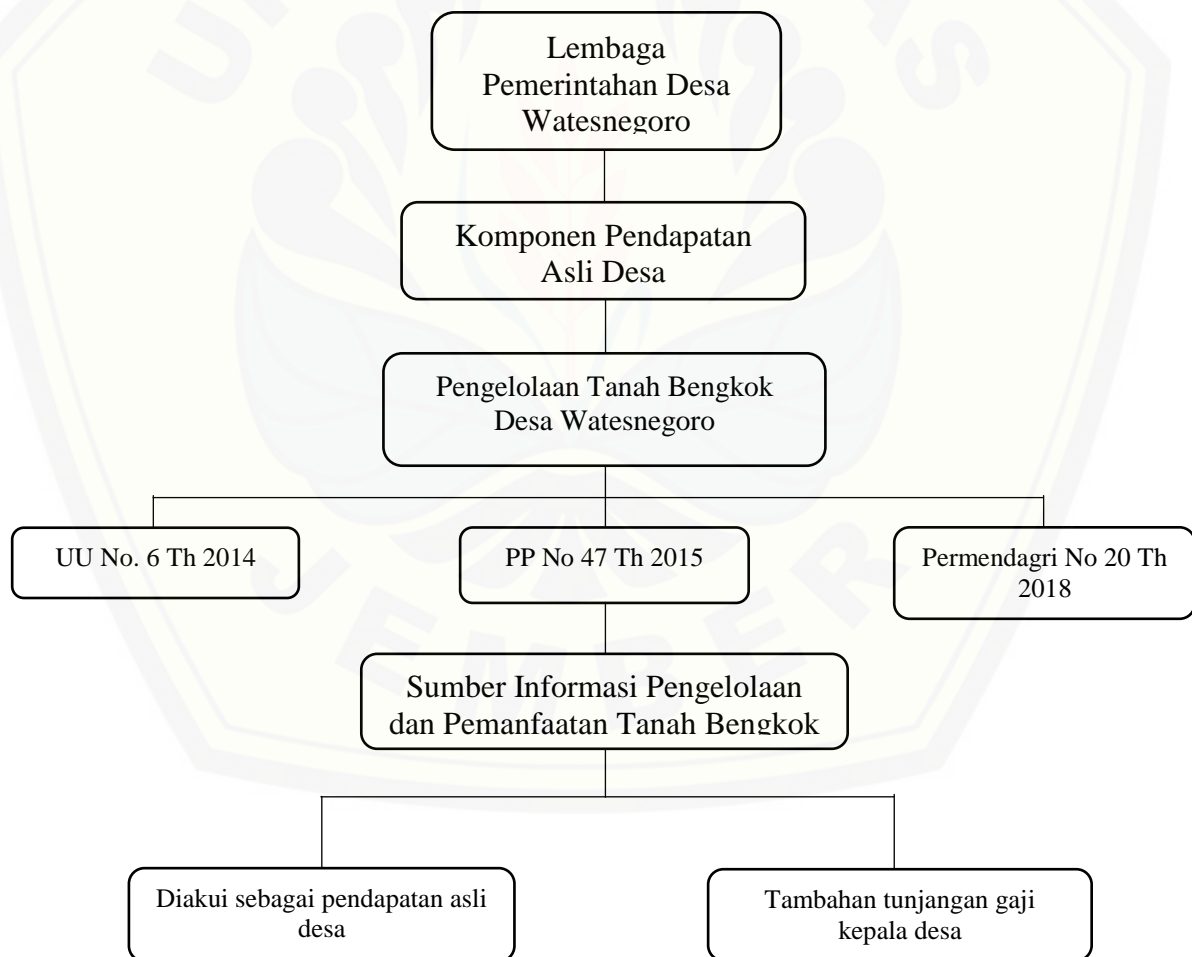 Lembaga
Pemerintahan Desa
Watesnegoro
Komponen Pendapatan
Asli Desa
Pengelolaan Tanah Bengkok
Desa Watesnegoro
UU No. 6 Th 2014
PP No 47 Th 2015
Permendagri No 20 Th
2018
Sumber Informasi Pengelolaan
dan Pemanfaatan Tanah Bengkok
Diakui sebagai pendapatan asli
desa
Tambahan tunjangan gaji
kepala desa
JEMBER